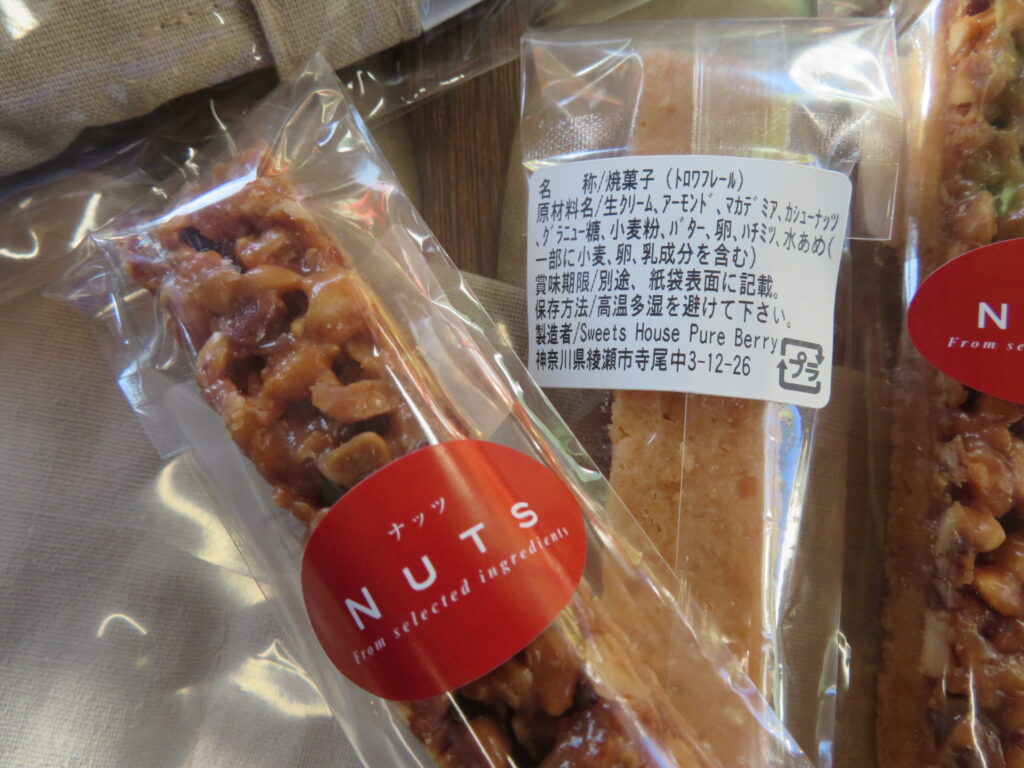 名 称/焼菓子 (トロワフレール)
原材料名/生クリーム、アーモンド、マカデミア、カシューナッツ
、グラニュー糖、小麦粉、バター、卵、ハチミツ、水あめ(
一部に小麦、卵、乳成分を含む)
賞味期限/別途、紙袋表面に記載。
保存方法/高温多湿を避けて下さい。
製造者/Sweets House Pure Berry
神奈川県綾瀬市寺尾中3-12-26
プラ
ナッツ
NUTS
From selected ingredients
N
From se